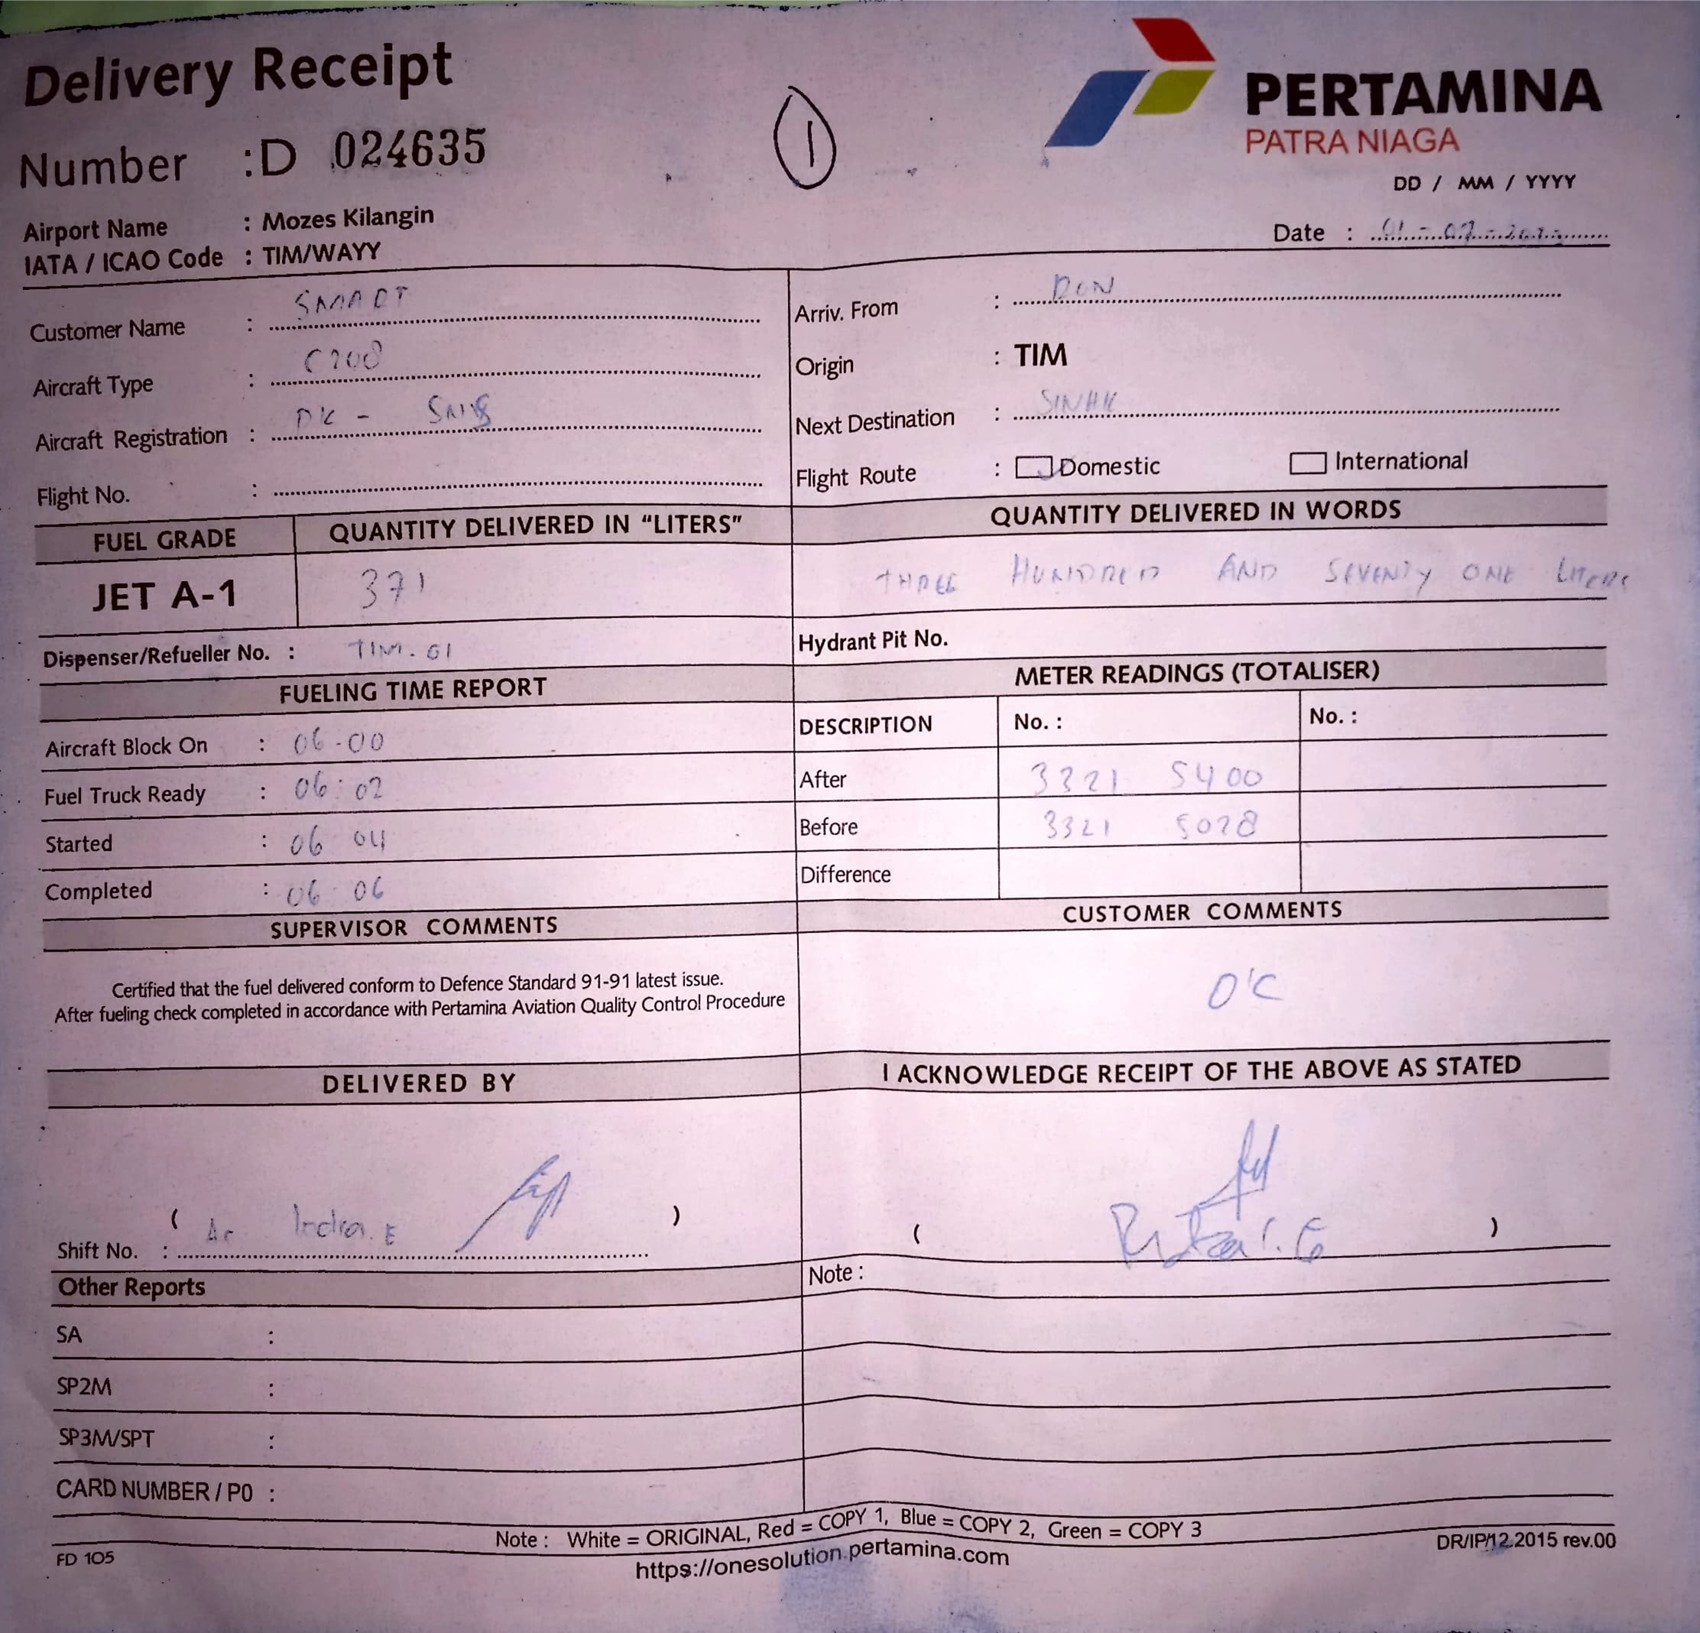 Delivery Receipt
PERTAMINA
PATRA NIAGA
Number : D 024635
1
DD / MM / YYYY
Airport Name : Mozes Kilangin
Date :
IATA / ICAO Code : TIM/WAYY
Customer Name : SMART
Arriv. From :
Aircraft Type : C208
Origin : TIM
Aircraft Registration : PK -
Next Destination :
Flight No. :
Flight Route : Domestic International
FUEL GRADE QUANTITY DELIVERED IN “LITERS” QUANTITY DELIVERED IN WORDS
JET A-1 371 THREE HUNDRED AND SEVENTY ONE LITERS
Dispenser/Refueller No. : TIM. 01
Hydrant Pit No.
FUELING TIME REPORT
METER READINGS (TOTALISER)
Aircraft Block On : 06-00
DESCRIPTION No. : No. :
Fuel Truck Ready : 06:02
After 3321 5400
Started : 06 04
Before 3321
Completed : 06 06
Difference
SUPERVISOR COMMENTS
CUSTOMER COMMENTS
Certified that the fuel delivered conform to Defence Standard 91-91 latest issue.
After fueling check completed in accordance with Pertamina Aviation Quality Control Procedure
DELIVERED BY
I ACKNOWLEDGE RECEIPT OF THE ABOVE AS STATED
( Indra. E )
( )
Shift No. :
Other Reports
Note :
SA :
SP2M :
SP3M/SPT :
CARD NUMBER / PO :
Note : White = ORIGINAL, Red = COPY 1, Blue = COPY 2, Green = COPY 3
FD 105
https://onesolution.pertamina.com
DR/IP/12.2015 rev.00